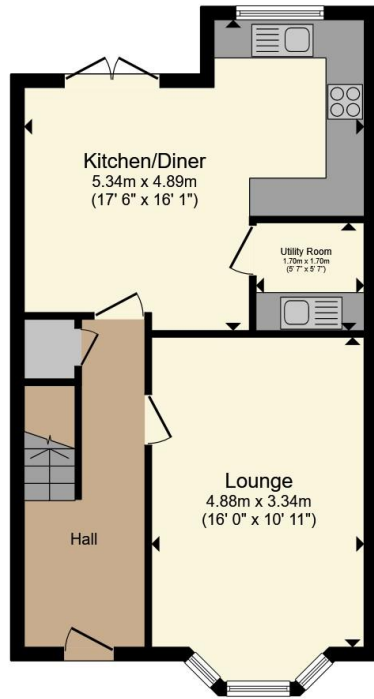 Kitchen/Diner
5.34m x 4.89m
(17' 6" x 16' 1")
Utility Room
1.70m x 1.70m
(5' 7" x 5' 7")
Lounge
4.88m x 3.34m
(16' 0" x 10' 11")
Hall